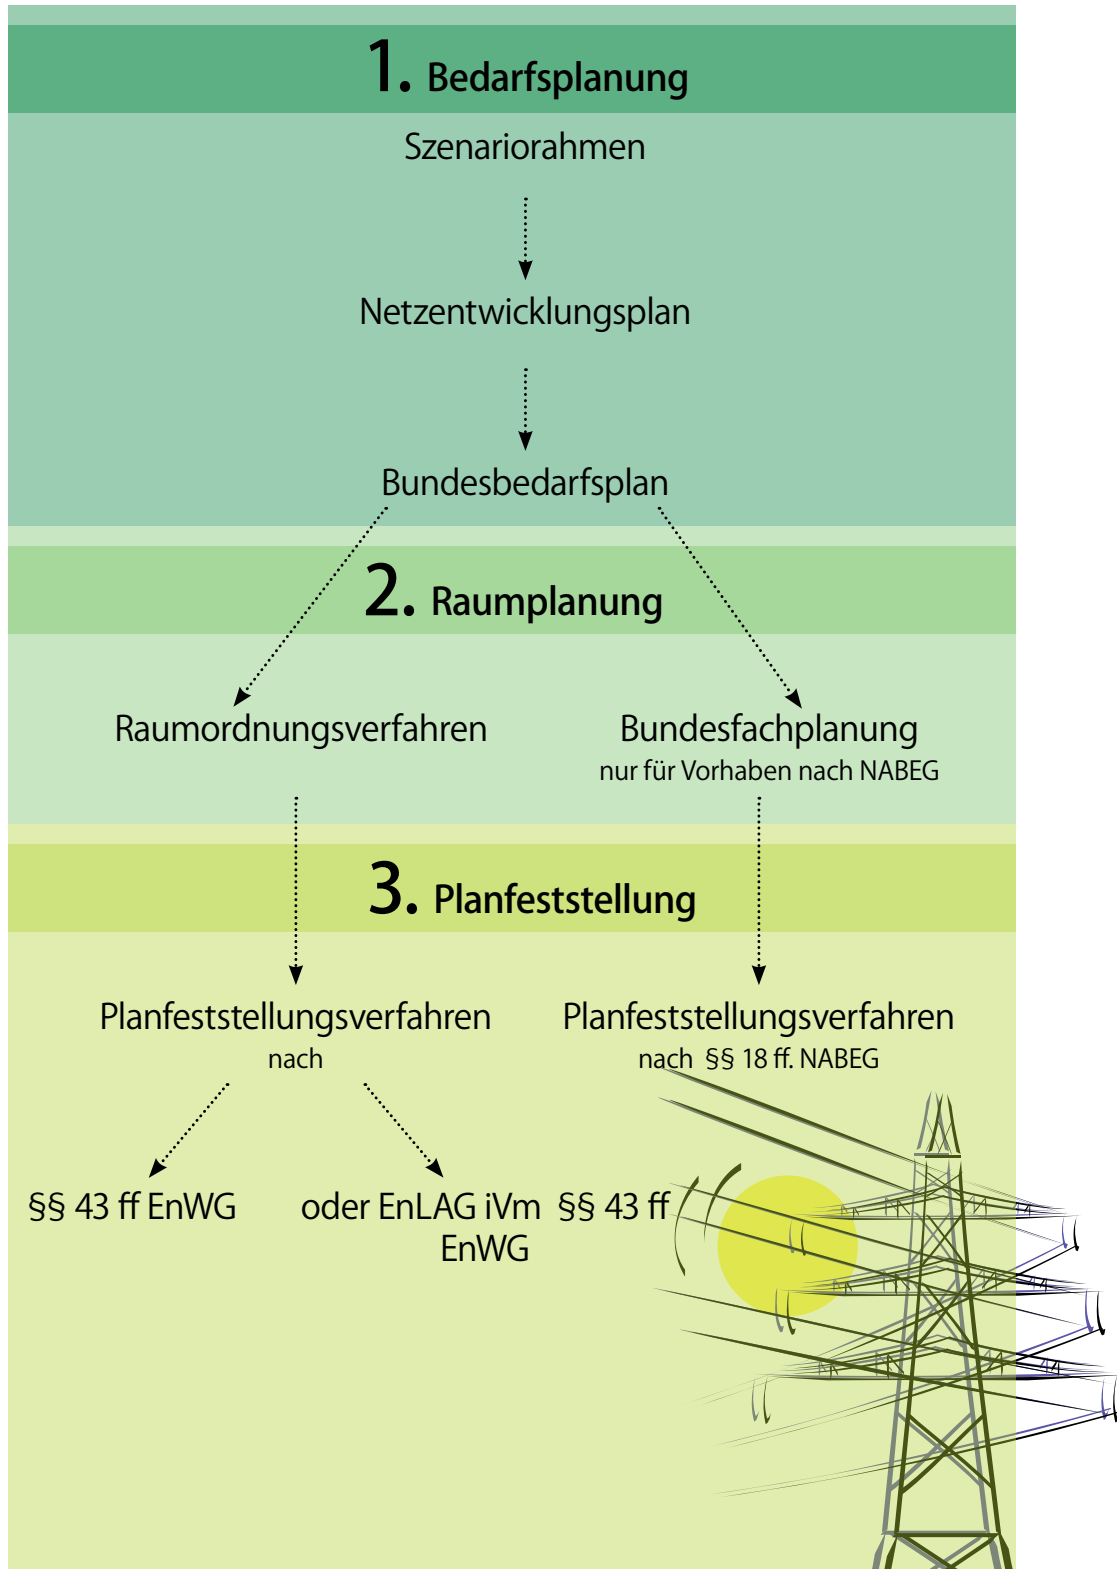 1. Bedarfsplanung
Szenariorahmen
Netzentwicklungsplan
Bundesbedarfsplan
2. Raumplanung
Raumordnungsverfahren
Bundesfachplanung
nur für Vorhaben nach NABEG
3. Planfeststellung
Planfeststellungsverfahren
nach
Planfeststellungsverfahren
nach §§ 18 ff. NABEG
§§ 43 ff EnWG
oder EnLAG iVm §§ 43 ff
EnWG